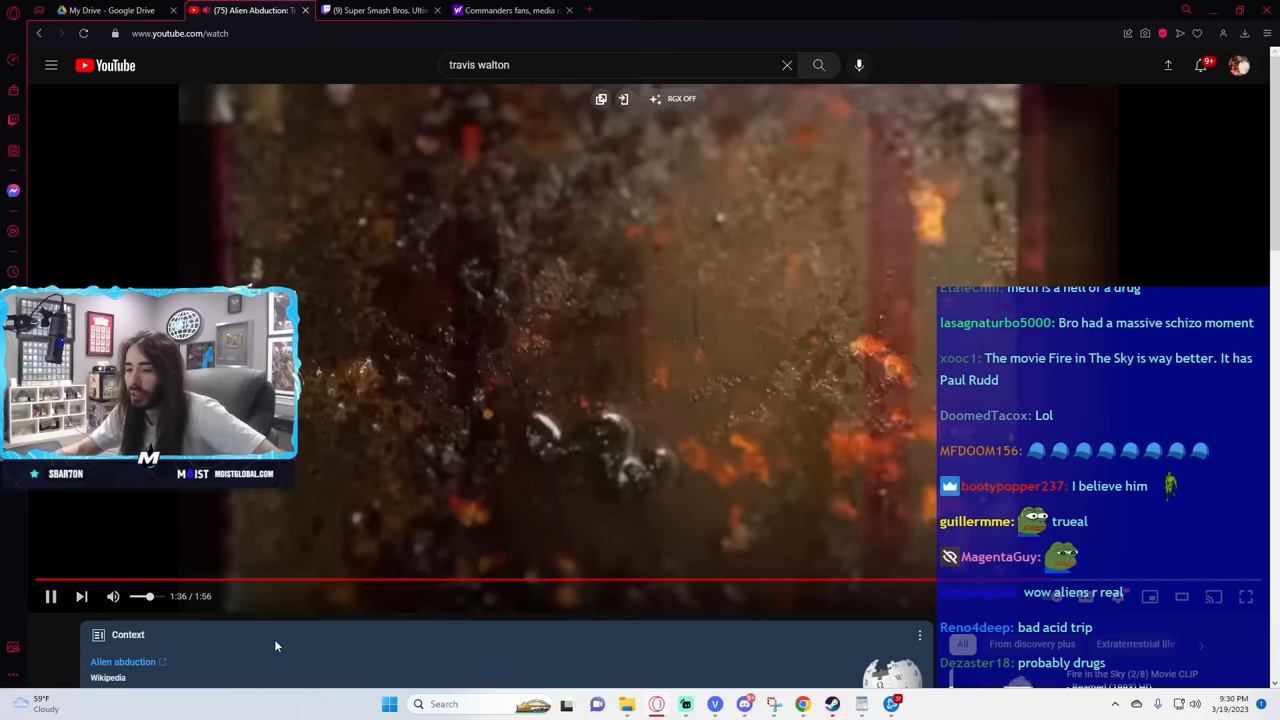 My Drive - Google Drive
(75) Alien Abduction: T
(9) Super Smash Bros. Ultim
Commanders fans, media r
www.youtube.com/watch
YouTube
travis walton
9+
RGX OFF
meth is a hell of a drug
lasagnaturbo5000: Bro had a massive schizo moment
xooc1: The movie Fire in The Sky is way better. It has
Paul Rudd
DoomedTacox: Lol
MFDOOM156:
bootypopper237: I believe him
guillermme: trueal
MagentaGuy:
wow aliens r real
Reno4deep: bad acid trip
Dezaster18: probably drugs
M
SBAR7ON
MOIST
MOISTGLOBAL.COM
1:36 / 1:56
Context
Alien abduction
Wikipedia
All
From discovery plus
Extraterrestrial life
Fire in the Sky (2/8) Movie CLIP
59°F
Cloudy
Search
9:30 PM
3/19/2023